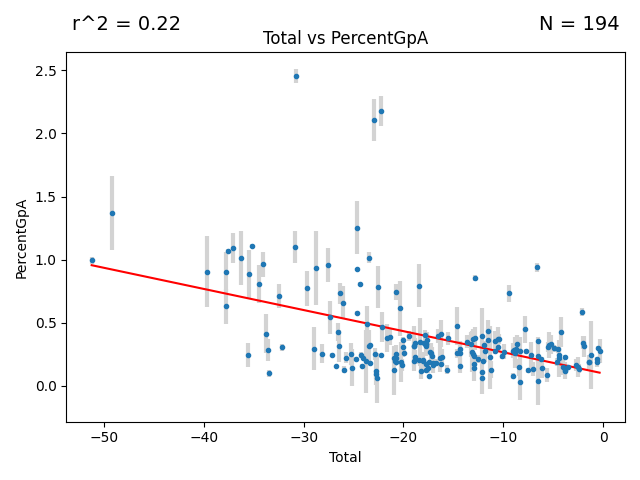 r^2 = 0.22
N = 194
Total vs PercentGpA
2.5
2.0
1.5
1.0
0.5
0.0
PercentGpA
−50
−40
−30
−20
−10
0
Total